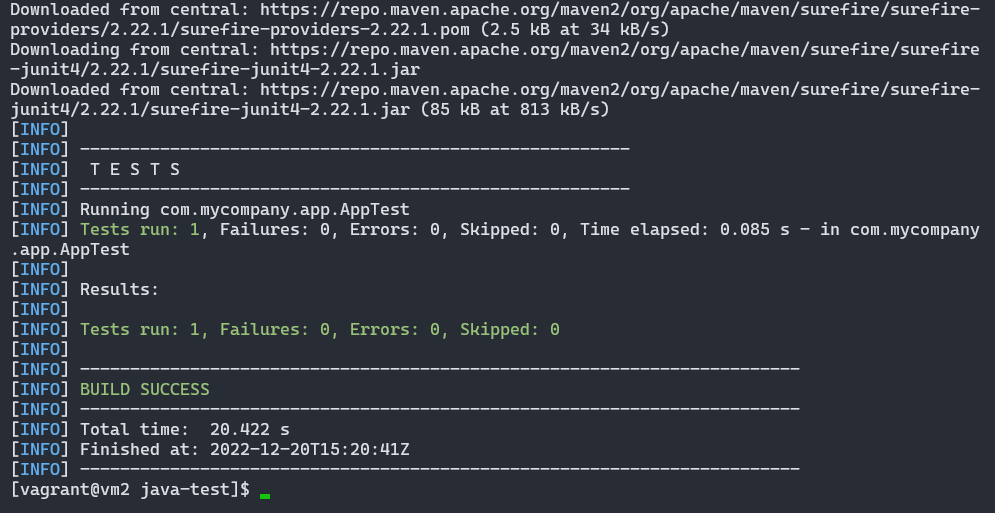 Downloaded from central: https://repo.maven.apache.org/maven2/org/apache/maven/surefire/surefire-
providers/2.22.1/surefire-providers-2.22.1.pom (2.5 kB at 34 kB/s)
Downloading from central: https://repo.maven.apache.org/maven2/org/apache/maven/surefire/surefire
-junit4/2.22.1/surefire-junit4-2.22.1.jar
Downloaded from central: https://repo.maven.apache.org/maven2/org/apache/maven/surefire/surefire-
junit4/2.22.1/surefire-junit4-2.22.1.jar (85 kB at 813 kB/s)
[INFO]
[INFO] -------------------------------------------------------
[INFO]  T E S T S
[INFO] -------------------------------------------------------
[INFO] Running com.mycompany.app.AppTest
[INFO] Tests run: 1, Failures: 0, Errors: 0, Skipped: 0, Time elapsed: 0.085 s - in com.mycompany
.app.AppTest
[INFO]
[INFO] Results:
[INFO]
[INFO] Tests run: 1, Failures: 0, Errors: 0, Skipped: 0
[INFO]
[INFO] ------------------------------------------------------------------------
[INFO] BUILD SUCCESS
[INFO] ------------------------------------------------------------------------
[INFO] Total time:  20.422 s
[INFO] Finished at: 2022-12-20T15:20:41Z
[INFO] ------------------------------------------------------------------------
[vagrant@vm2 java-test]$